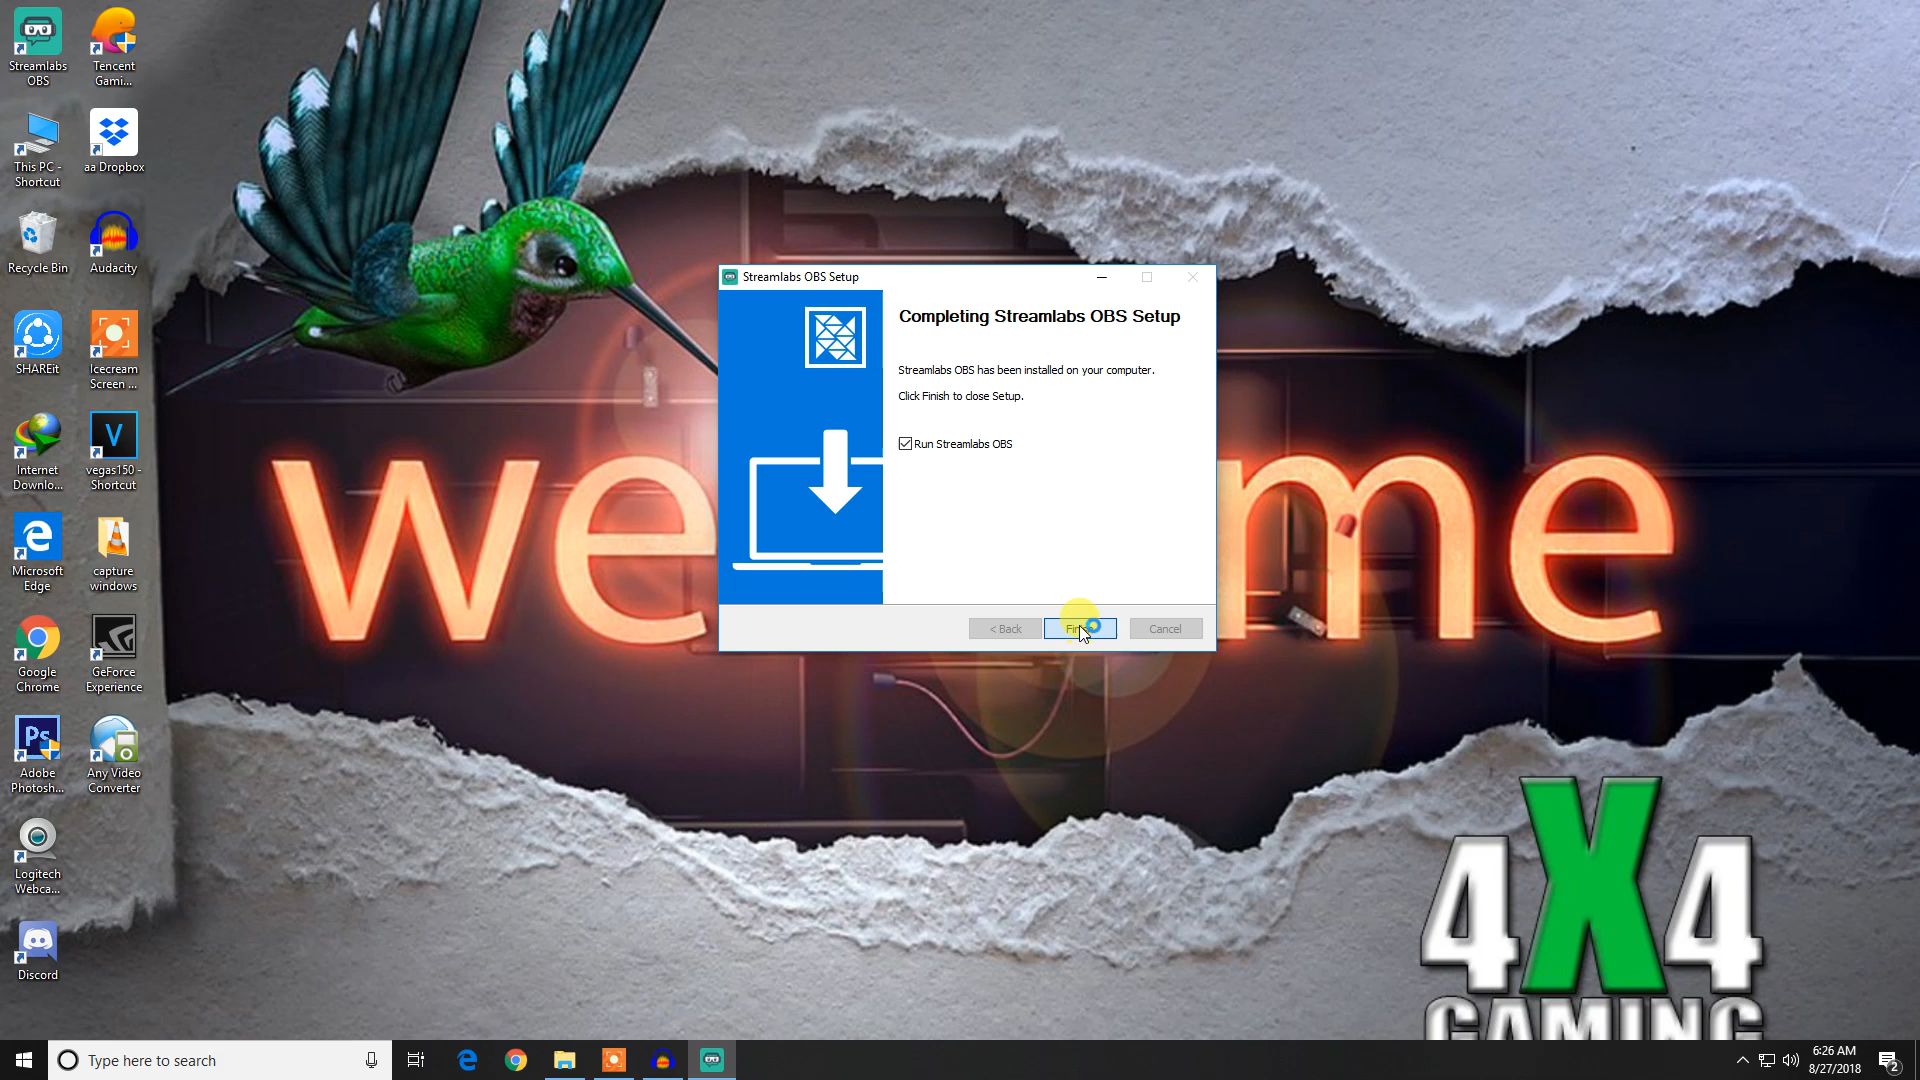 Streamlabs
OBS
Tencent
Gami...
This PC -
Shortcut
aa Dropbox
Recycle Bin
Audacity
SHAREit
Icecream
Screen ...
Internet
Downlo...
V
vegas150 -
Shortcut
Microsoft
Edge
capture
windows
Google
Chrome
GeForce
Experience
Ps
Adobe
Photosh...
Any Video
Converter
Logitech
Webca...
Discord
Streamlabs OBS Setup
Completing Streamlabs OBS Setup
Streamlabs OBS has been installed on your computer.
Click Finish to close Setup.
Run Streamlabs OBS
< Back
Cancel
we me
4X4
GAMING
Type here to search
6:26 AM
8/27/2018
2